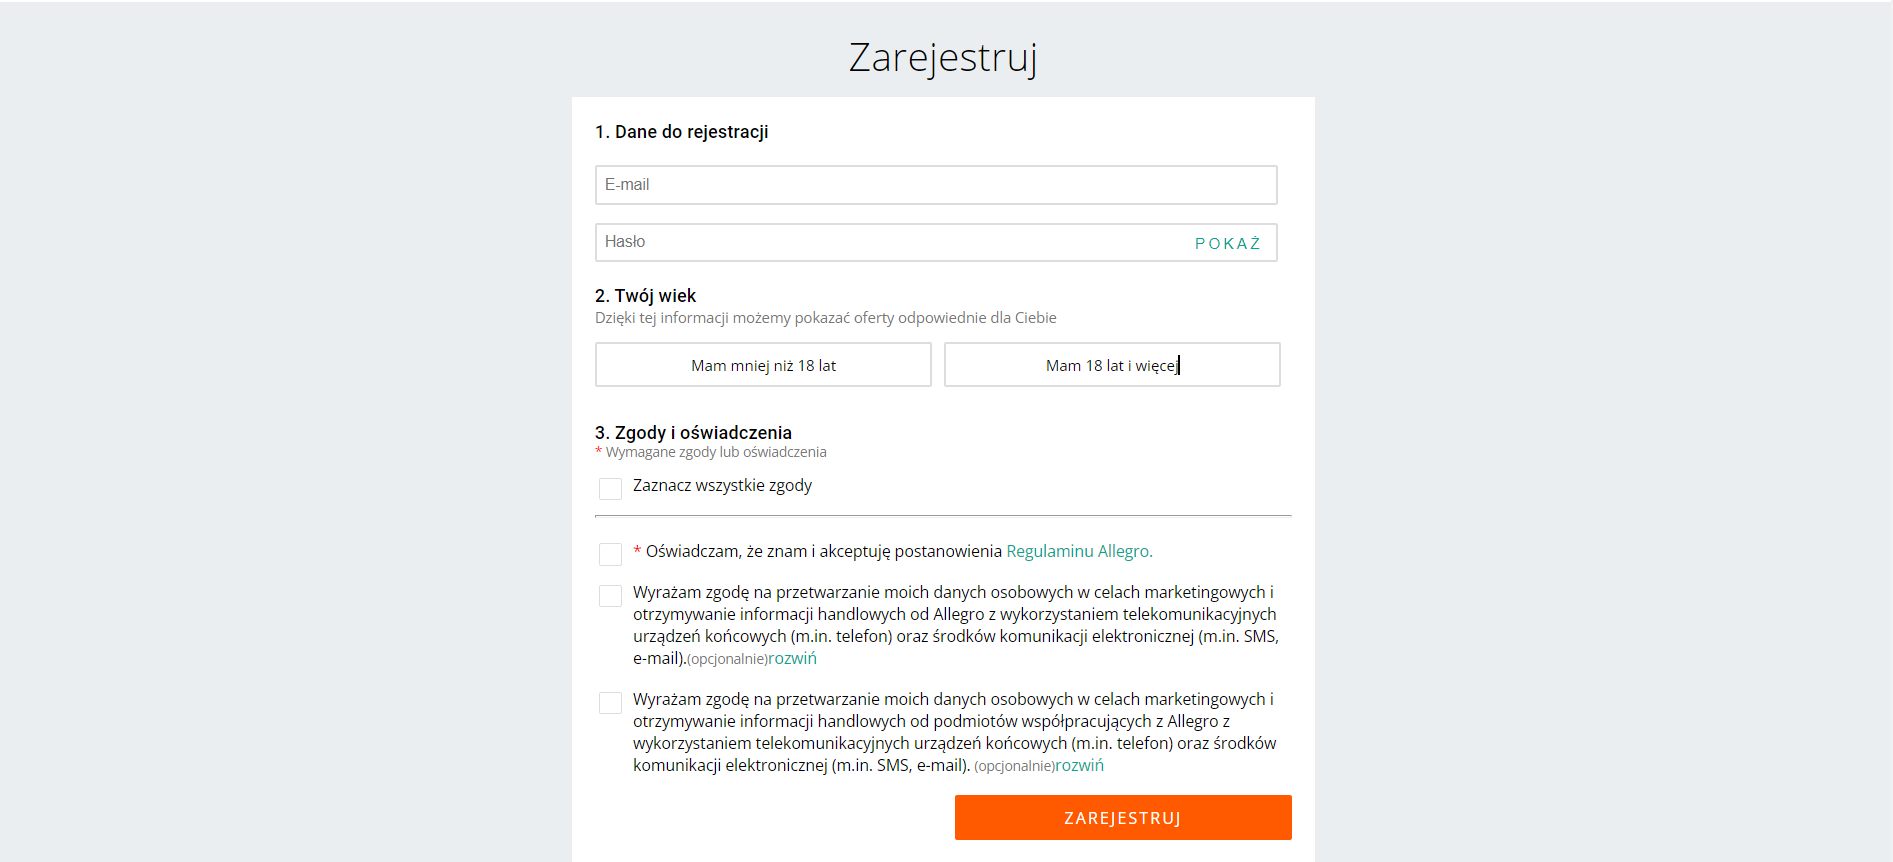 Zarejestruj
1. Dane do rejestracji
E-mail
Hasło
POKAŻ
2. Twój wiek
Dzięki tej informacji możemy pokazać oferty odpowiednie dla Ciebie
Mam mniej niż 18 lat
Mam 18 lat i więcej
3. Zgody i oświadczenia
* Wymagane zgody lub oświadczenia
Zaznacz wszystkie zgody
* Oświadczam, że znam i akceptuję postanowienia Regulaminu Allegro.
Wyrażam zgodę na przetwarzanie moich danych osobowych w celach marketingowych i
otrzymywanie informacji handlowych od Allegro z wykorzystaniem telekomunikacyjnych
urządzeń końcowych (m.in. telefon) oraz środków komunikacji elektronicznej (m.in. SMS,
e-mail).(opcjonalnie)rozwiń
Wyrażam zgodę na przetwarzanie moich danych osobowych w celach marketingowych i
otrzymywanie informacji handlowych od podmiotów współpracujących z Allegro z
wykorzystaniem telekomunikacyjnych urządzeń końcowych (m.in. telefon) oraz środków
komunikacji elektronicznej (m.in. SMS, e-mail). (opcjonalnie)rozwiń
ZAREJESTRUJ